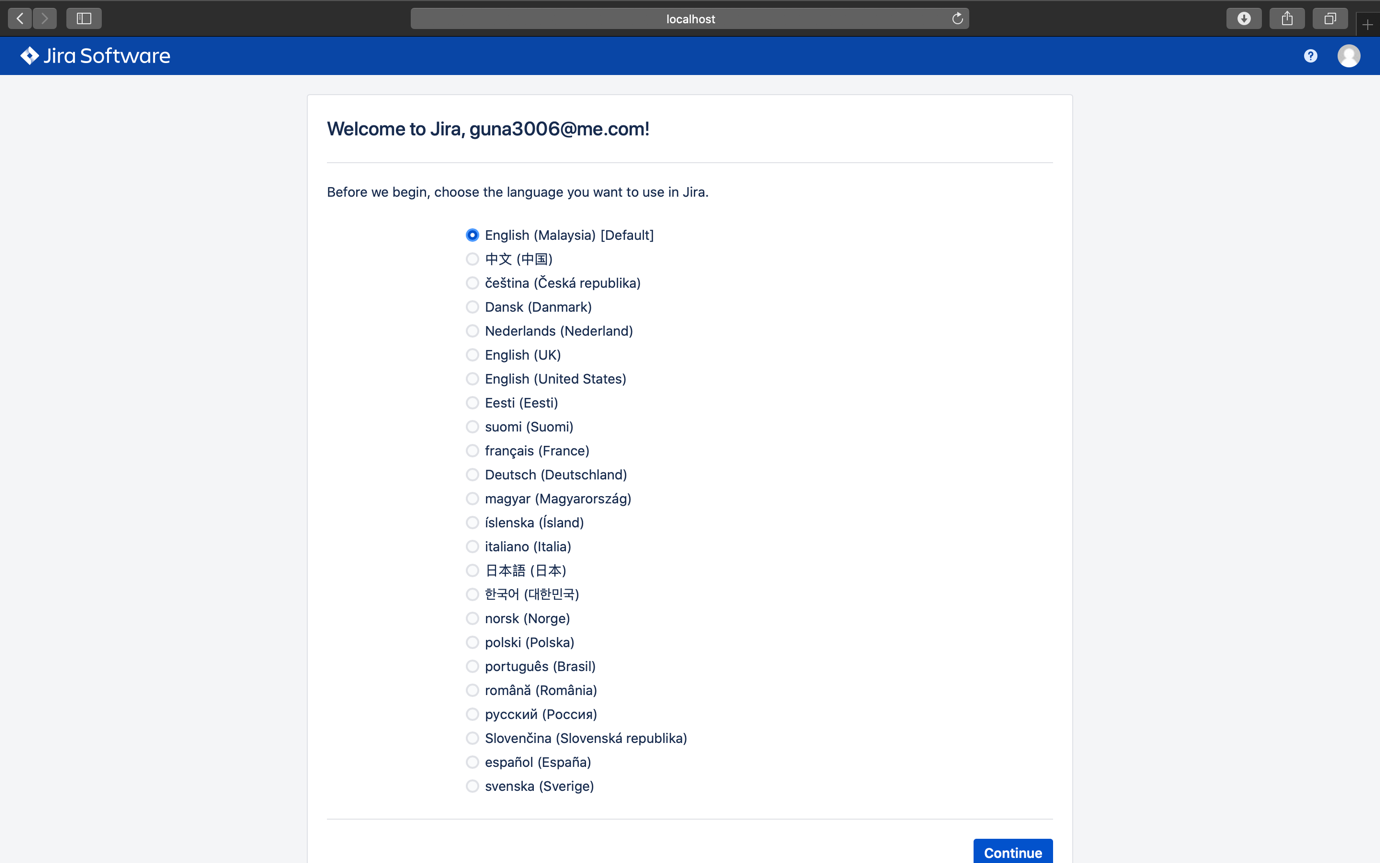 localhost
Jira Software
Welcome to Jira, guna3006@me.com!
Before we begin, choose the language you want to use in Jira.
English (Malaysia) [Default]
中文 (中国)
čeština (Česká republika)
Dansk (Danmark)
Nederlands (Nederland)
English (UK)
English (United States)
Eesti (Eesti)
suomi (Suomi)
français (France)
Deutsch (Deutschland)
magyar (Magyarország)
íslenska (Ísland)
italiano (Italia)
日本語 (日本)
한국어 (대한민국)
norsk (Norge)
polski (Polska)
português (Brasil)
română (România)
русский (Россия)
Slovenčina (Slovenská republika)
español (España)
svenska (Sverige)
Continue